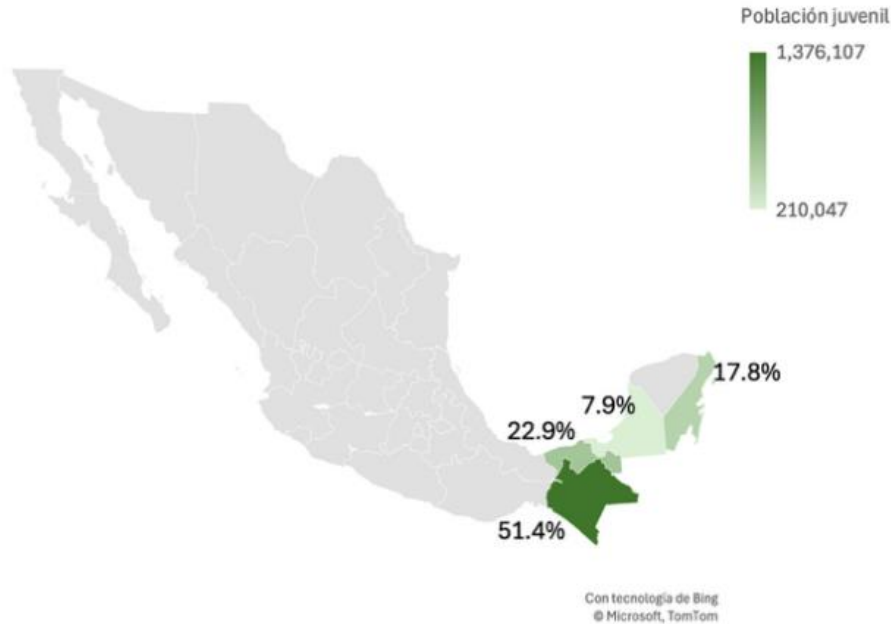 Población juvenil
1,376,107
210,047
17.8%
7.9%
22.9%
51.4%
Con tecnología de Bing
© Microsoft, TomTom